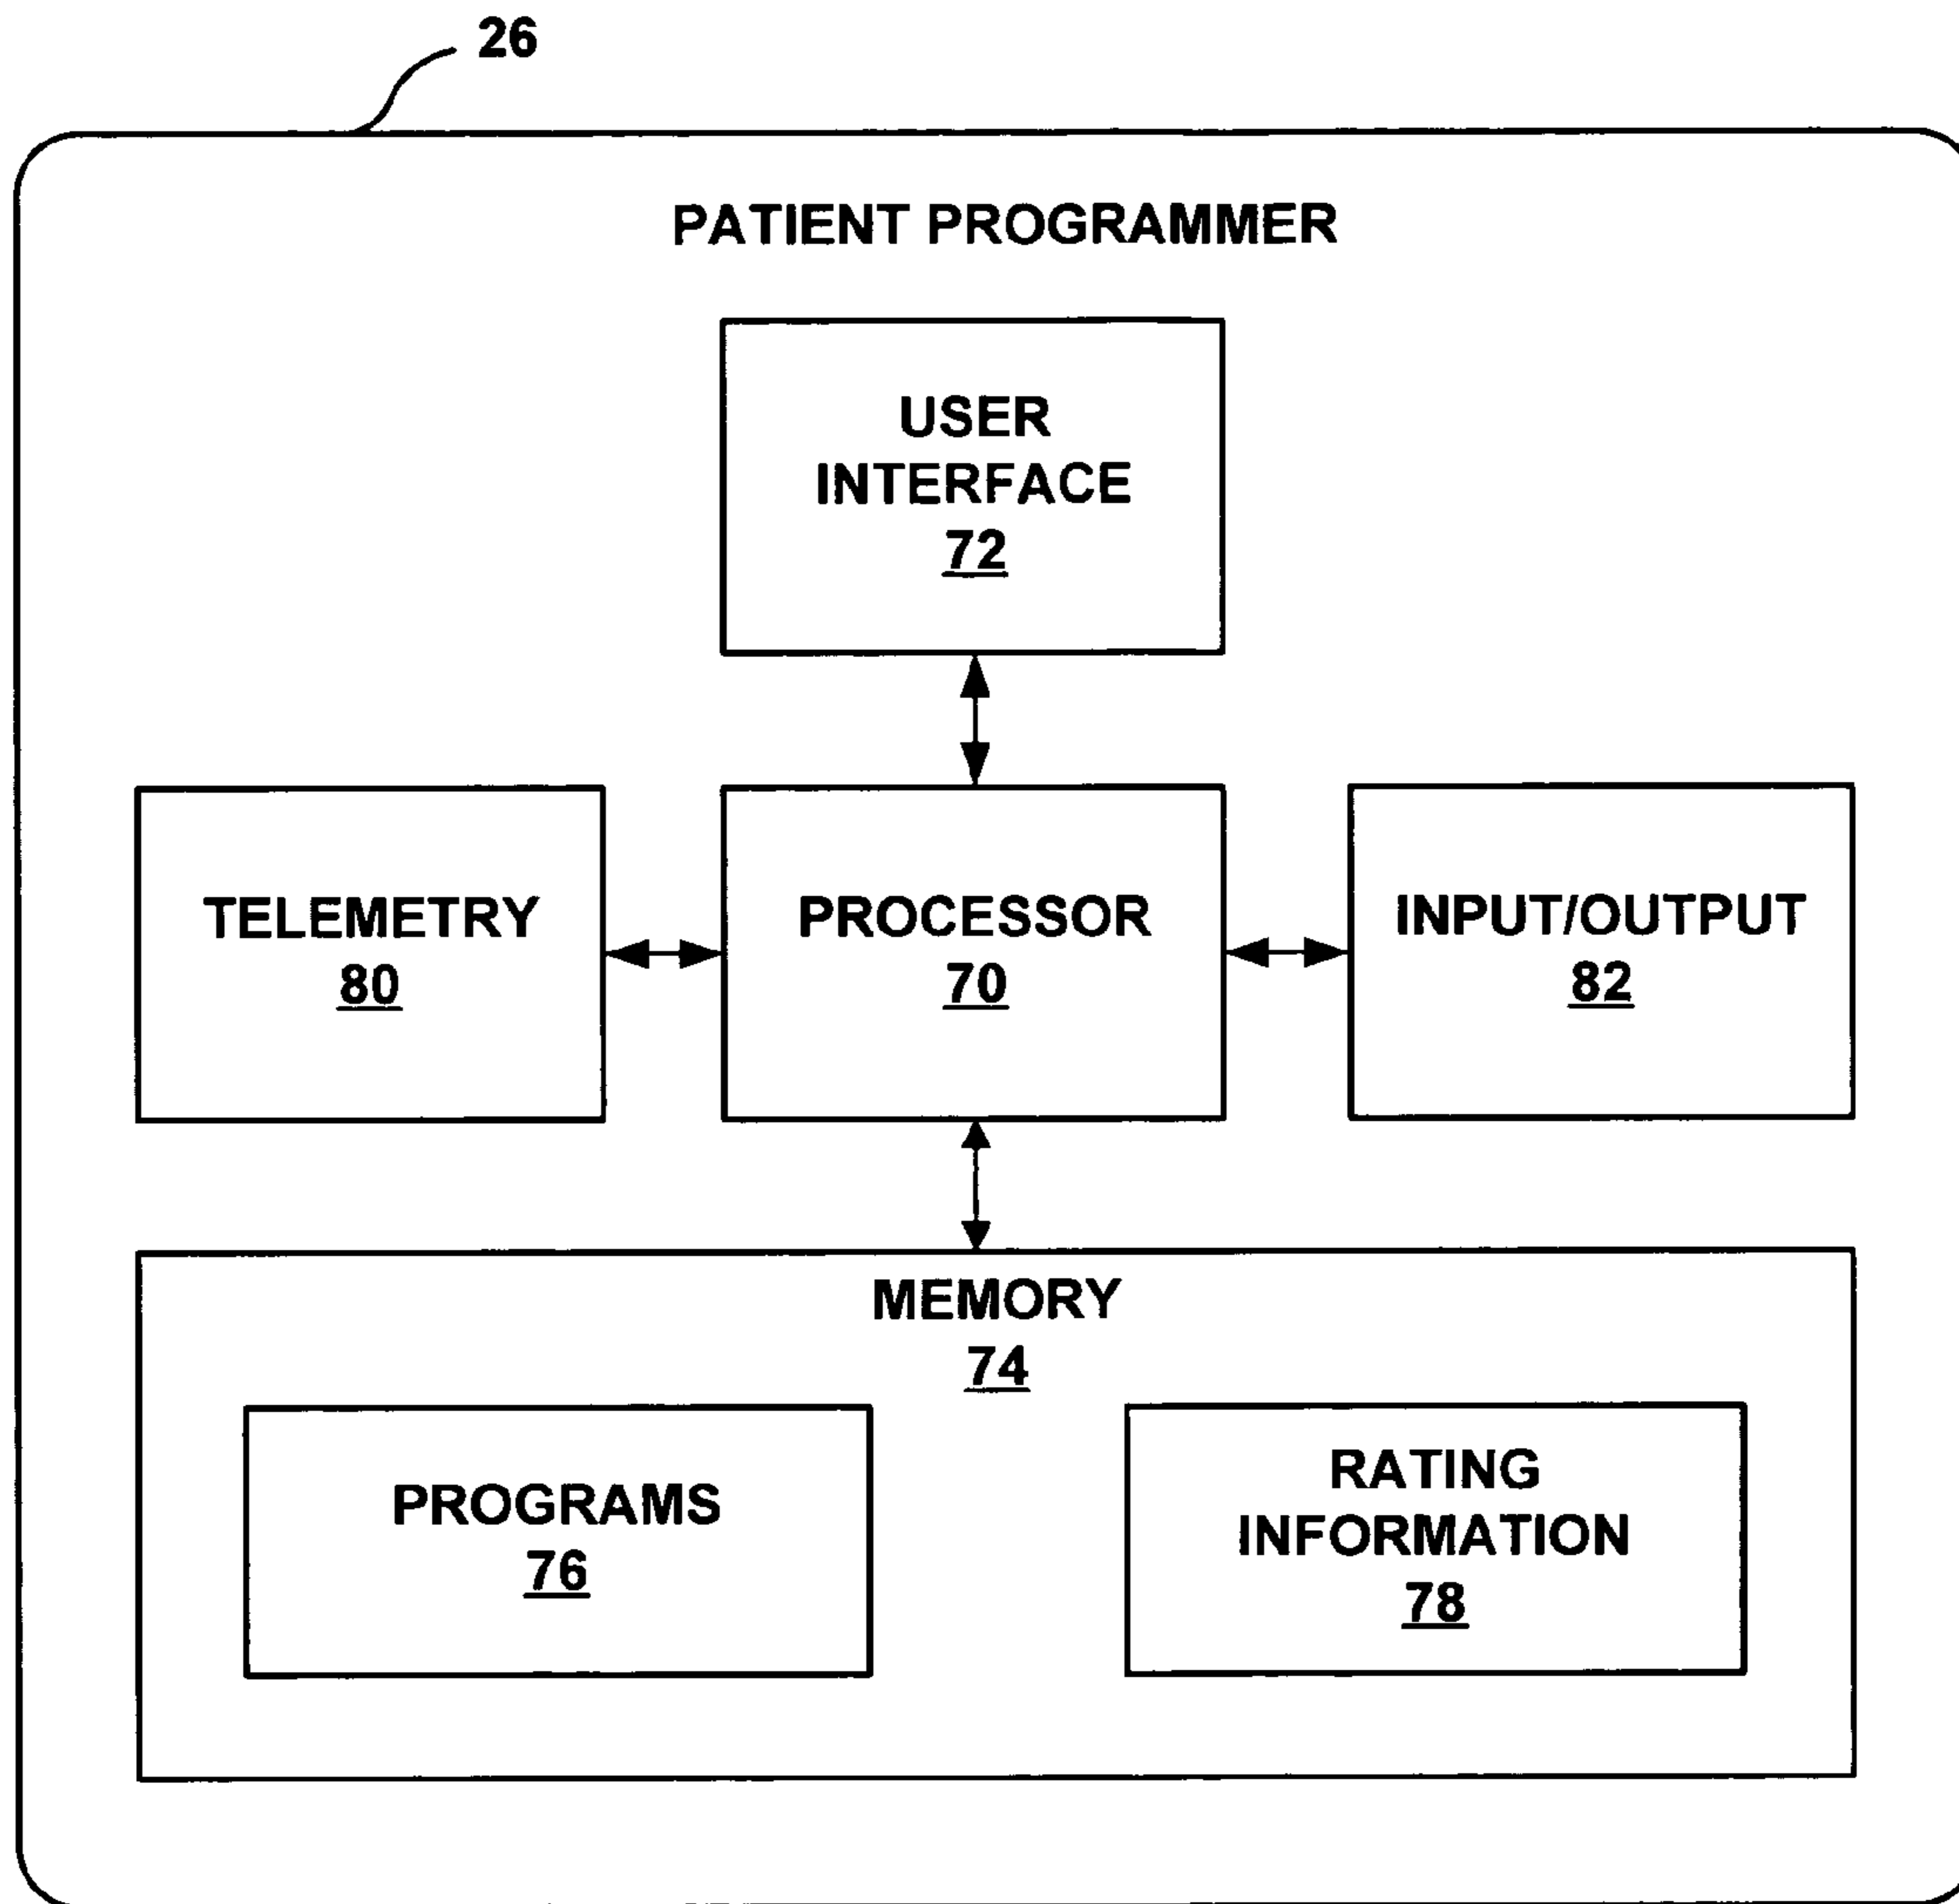 26
PATIENT PROGRAMMER
USER
INTERFACE
72
TELEMETRY
80
PROCESSOR
70
INPUT/OUTPUT
82
MEMORY
74
PROGRAMS
76
RATING
INFORMATION
78